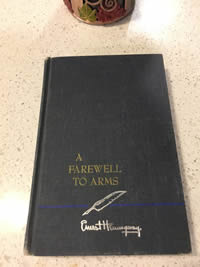 A
FAREWELL
TO ARMS
Ernest Hemingway